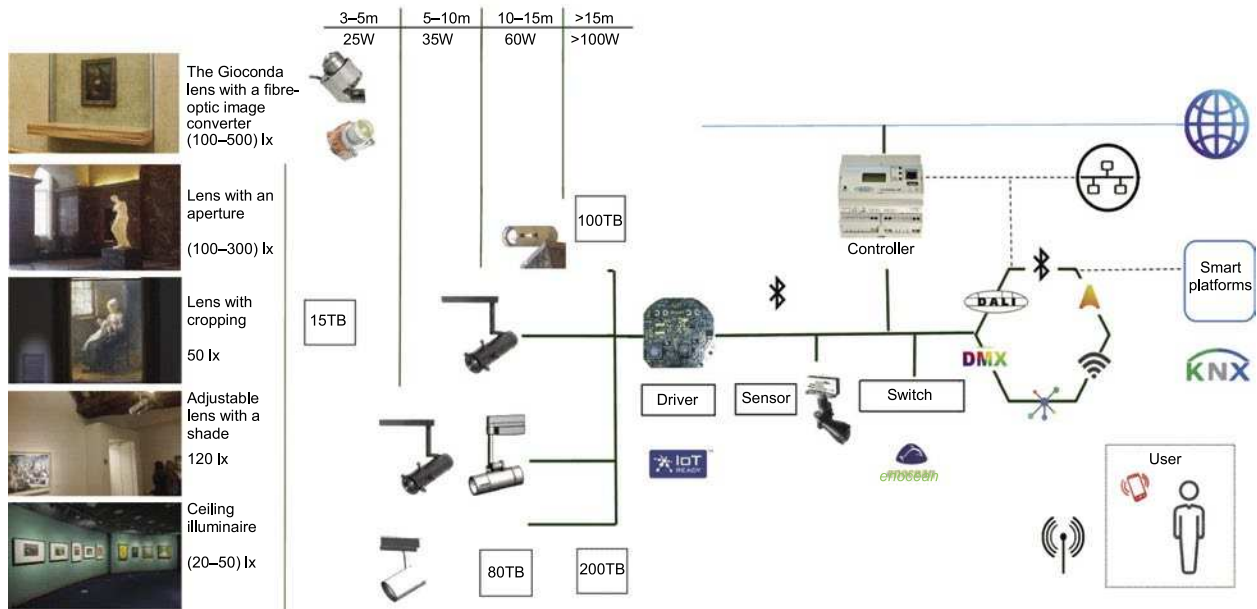 3–5m 5–10m 10–15m >15m
25W 35W 60W >100W
The Gioconda
lens with a fibre-
optic image
converter
(100–500) lx
Lens with an
aperture
(100–300) lx
100TB
Controller
Smart
platforms
Lens with
cropping
50 lx
15TB
DALI
DMX
KNX
Driver
Sensor
Switch
Adjustable
lens with a
shade
120 lx
IoT
READY
enocean
enocean
User
Ceiling
illuminaire
(20–50) lx
80TB
200TB